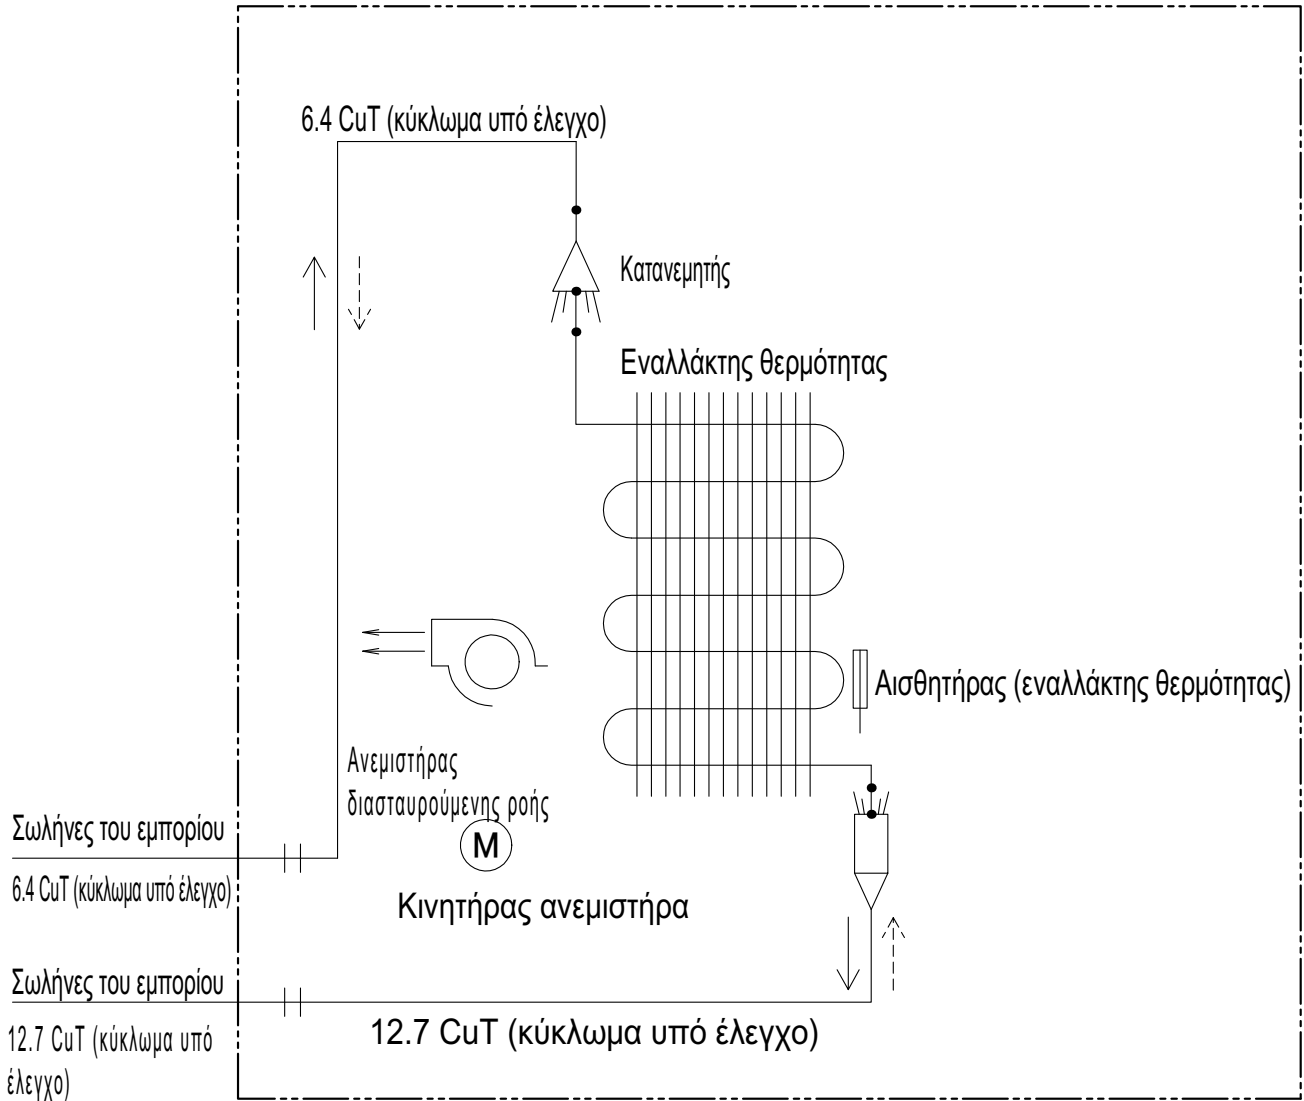 6.4 CuT (κύκλωμα υπό έλεγχο)
Κατανεμητής
Εναλλάκτης θερμότητας
Αισθητήρας (εναλλάκτης θερμότητας)
Ανεμιστήρας
διασταυρούμενης ροής
Σωλήνες του εμπορίου
M
6.4 CuT (κύκλωμα υπό έλεγχο)
Κινητήρας ανεμιστήρα
Σωλήνες του εμπορίου
12.7 CuT (κύκλωμα υπό έλεγχο)
12.7 CuT (κύκλωμα υπό
έλεγχο)